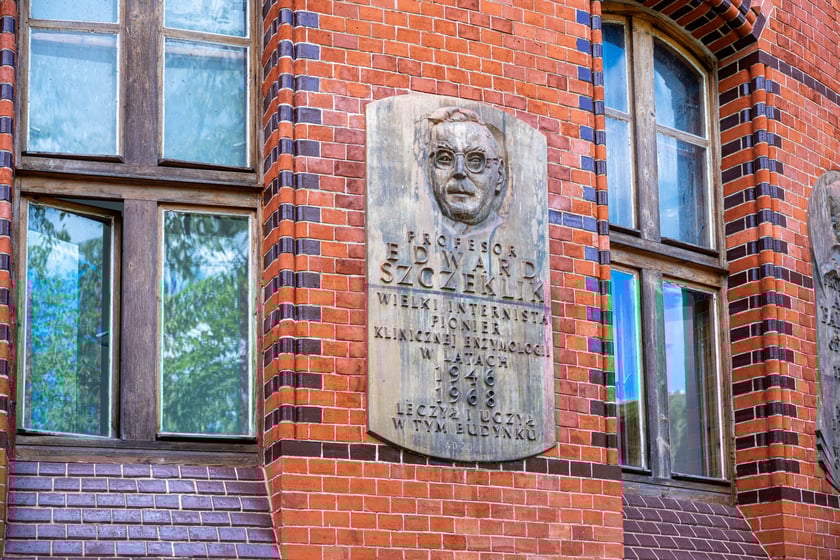 PROFESOR
EDWARD
SZCZEKLIK
WIELKI INTERNISTA
PIONIER
KLINICZNEJ ENZYMOLOGII
W LATACH
1946
1968
LECZYŁ I UCZYŁ
W TYM BUDYNKU